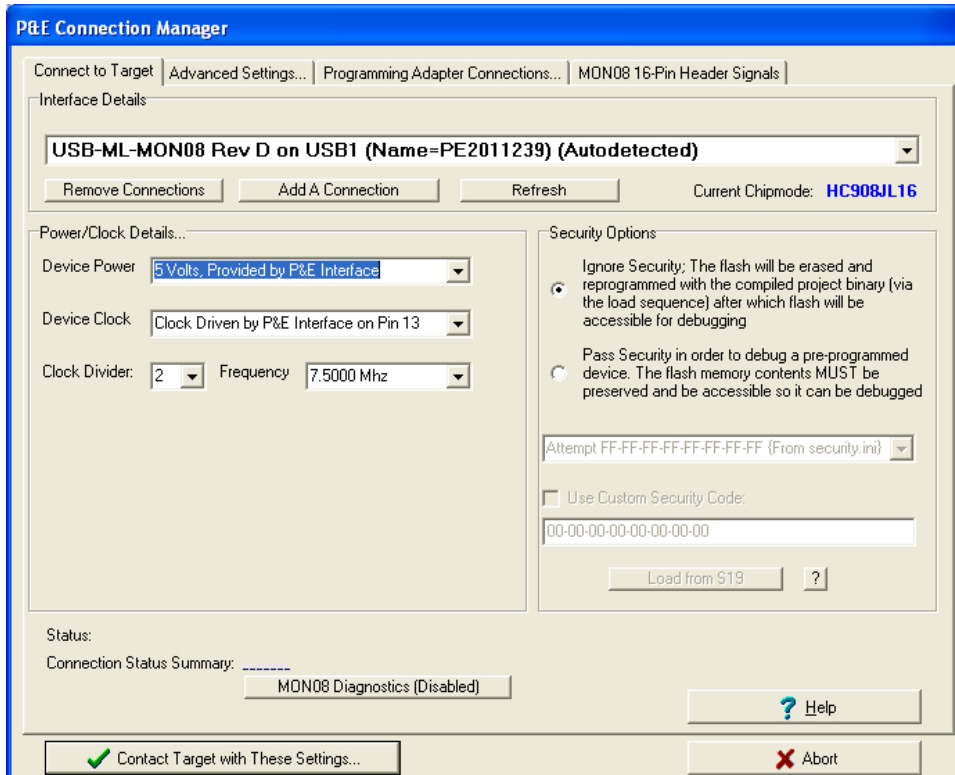 P&E Connection Manager
Connect to Target
Advanced Settings...
Programming Adapter Connections...
MON08 16-Pin Header Signals
Interface Details
USB-ML-MON08 Rev D on USB1 (Name=PE2011239) (Autodetected)
Remove Connections
Add A Connection
Refresh
Current Chipmode: HC908JL16
Power/Clock Details...
Device Power 5 Volts, Provided by P&E Interface
Device Clock Clock Driven by P&E Interface on Pin 13
Clock Divider: 2 Frequency 7.5000 Mhz
Security Options
Ignore Security; The flash will be erased and
reprogrammed with the compiled project binary (via
the load sequence) after which flash will be
accessible for debugging
Pass Security in order to debug a pre-programmed
device. The flash memory contents MUST be
preserved and be accessible so it can be debugged
Attempt FF-FF-FF-FF-FF-FF-FF-FF {From security.ini}
Use Custom Security Code:
00-00-00-00-00-00-00-00
Load from S19
?
Status:
Connection Status Summary: _______
MON08 Diagnostics (Disabled)
? Help
Contact Target with These Settings...
Abort